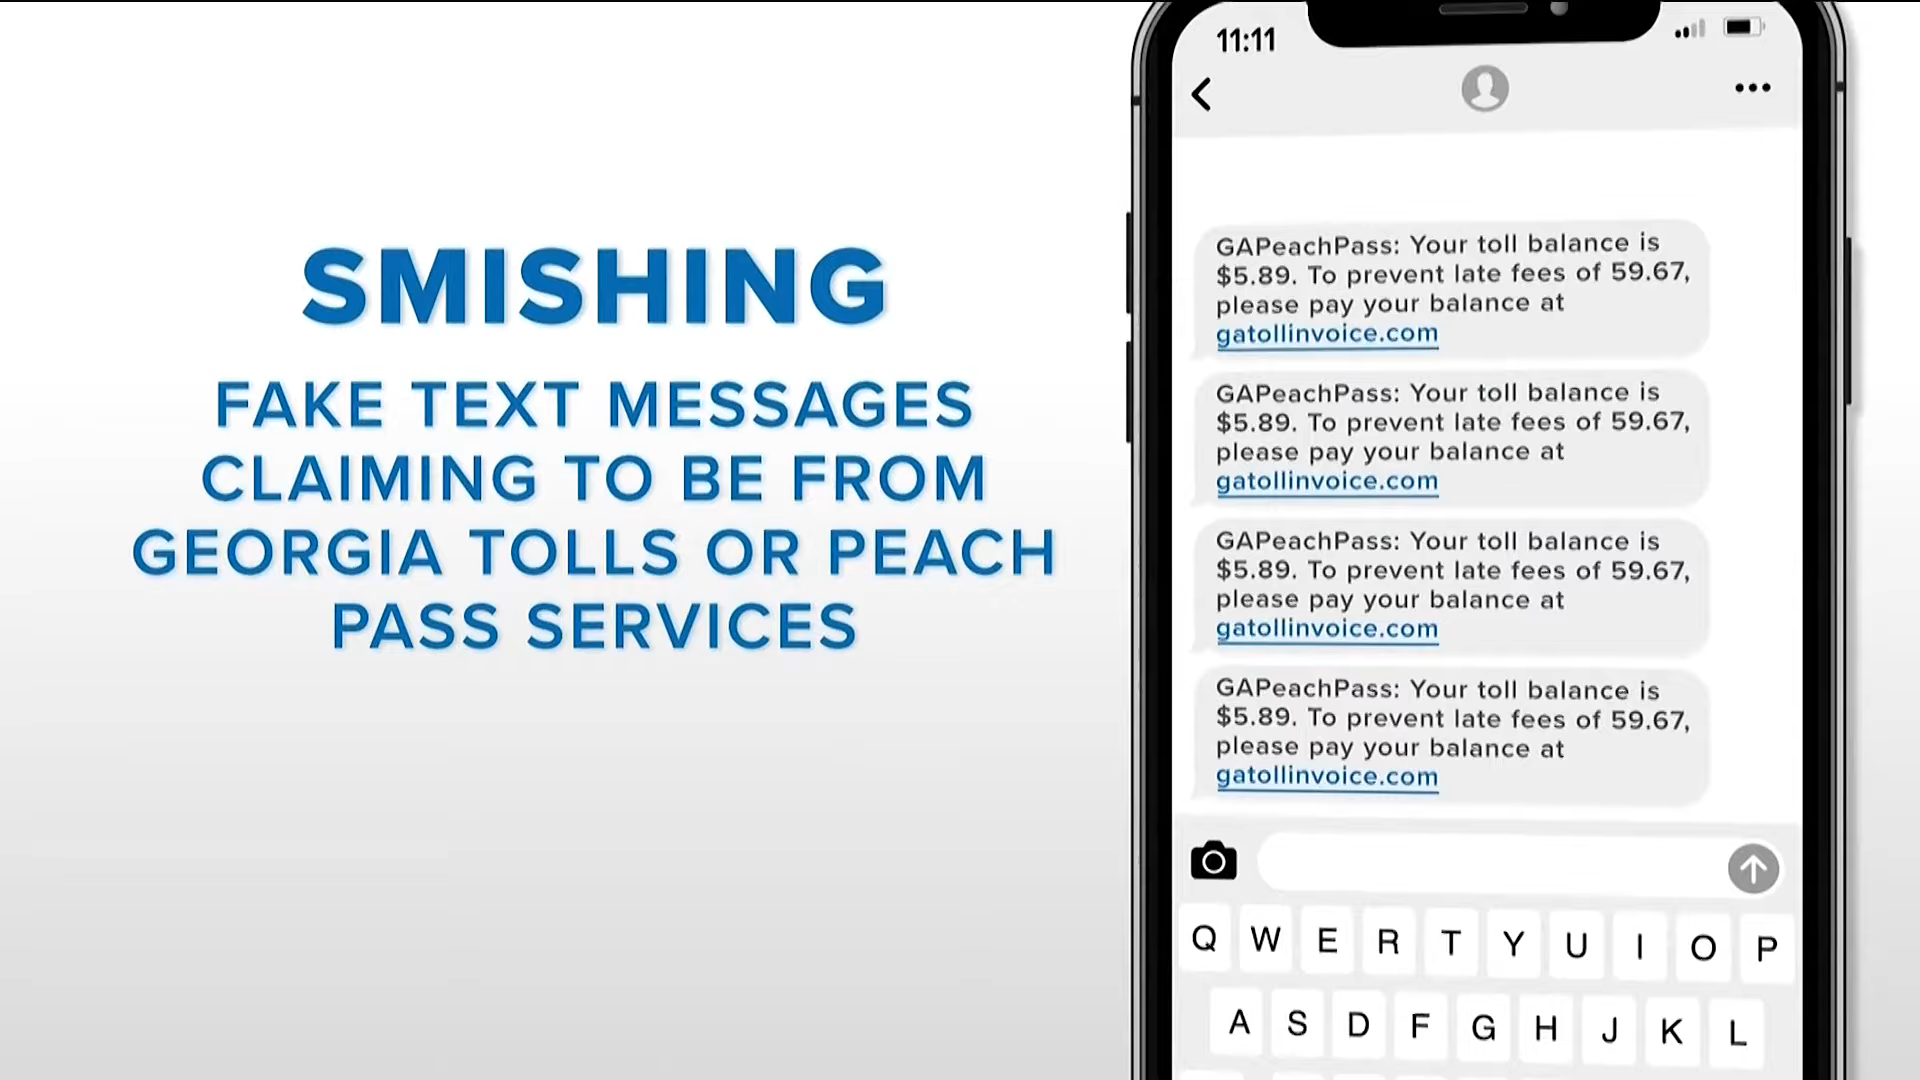 SMISHING
FAKE TEXT MESSAGES
CLAIMING TO BE FROM
GEORGIA TOLLS OR PEACH
PASS SERVICES
11:11
GAPeachPass: Your toll balance is
$5.89. To prevent late fees of 59.67,
please pay your balance at
gatollinvoice.com
GAPeachPass: Your toll balance is
$5.89. To prevent late fees of 59.67,
please pay your balance at
gatollinvoice.com
GAPeachPass: Your toll balance is
$5.89. To prevent late fees of 59.67,
please pay your balance at
gatollinvoice.com
GAPeachPass: Your toll balance is
$5.89. To prevent late fees of 59.67,
please pay your balance at
gatollinvoice.com
Q W E R T Y U I O P
A S D F G H J K L